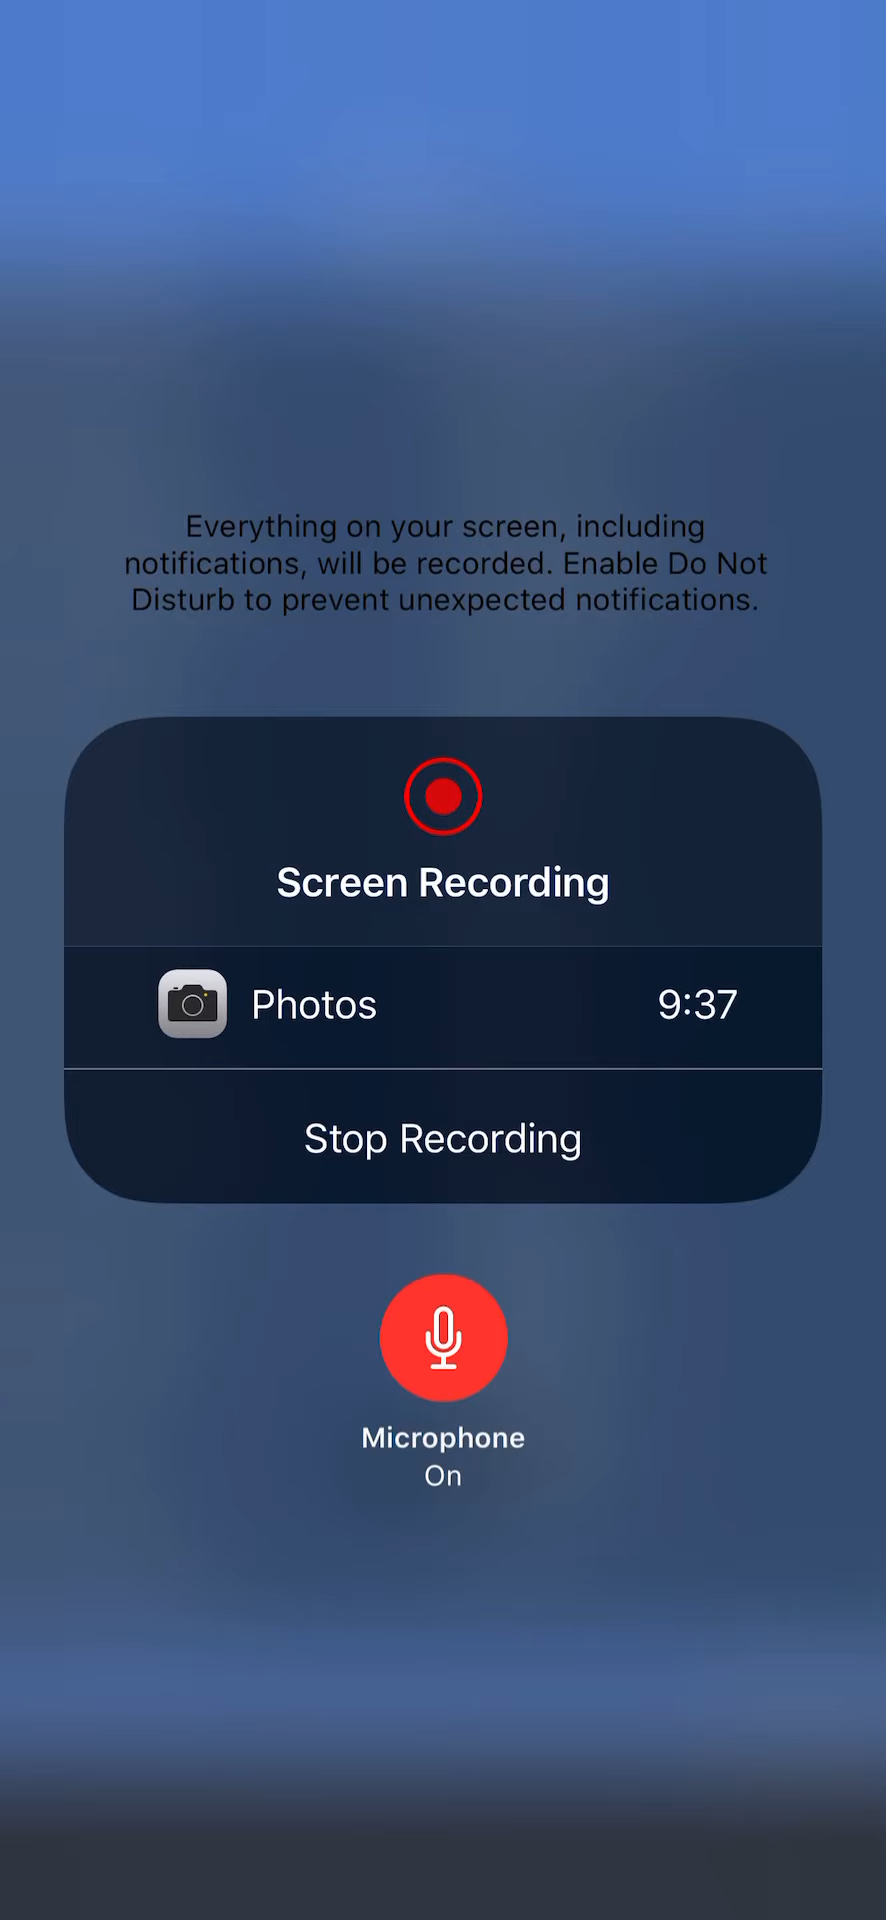 Everything on your screen, including
notifications, will be recorded. Enable Do Not
Disturb to prevent unexpected notifications.
Screen Recording
Photos 9:37
Stop Recording
Microphone
On